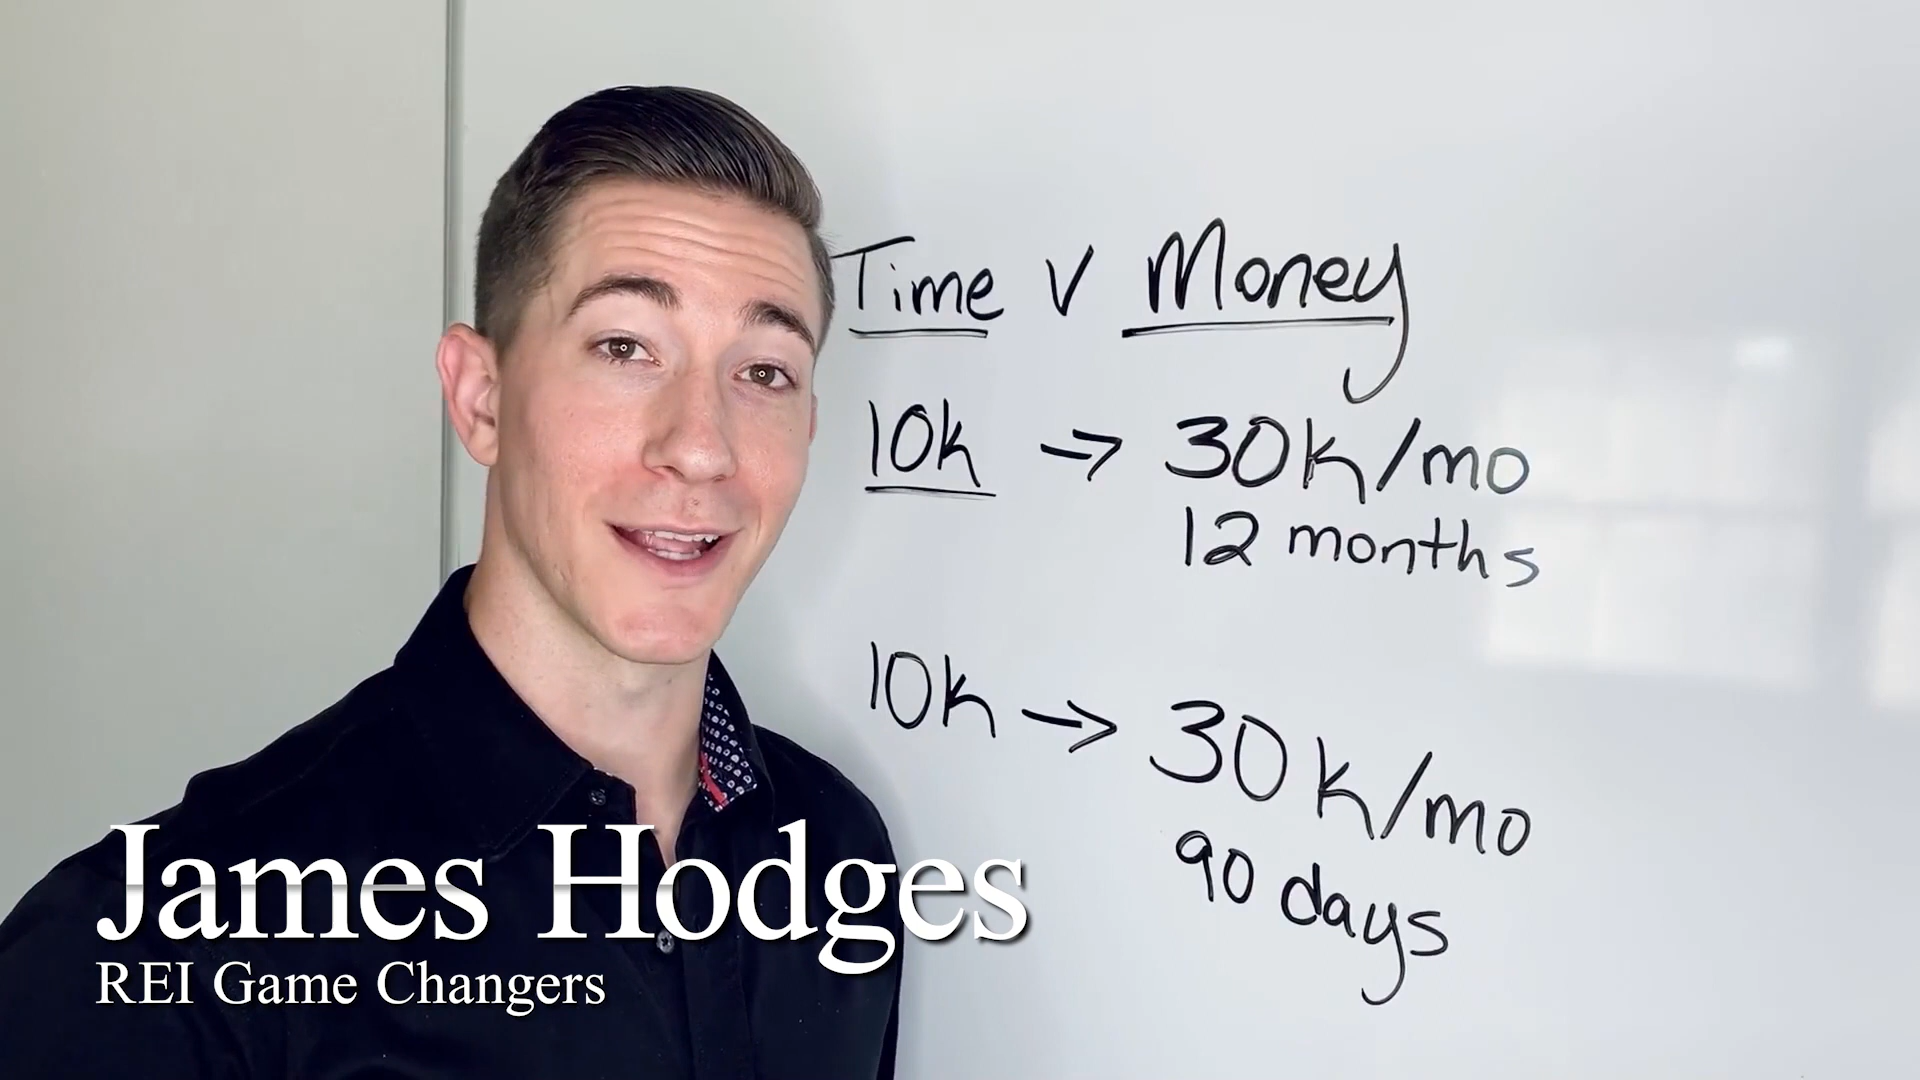 Time V Money
10k → 30k/mo
12 months
10k → 30k/mo
90 days
James Hodges
REI Game Changers